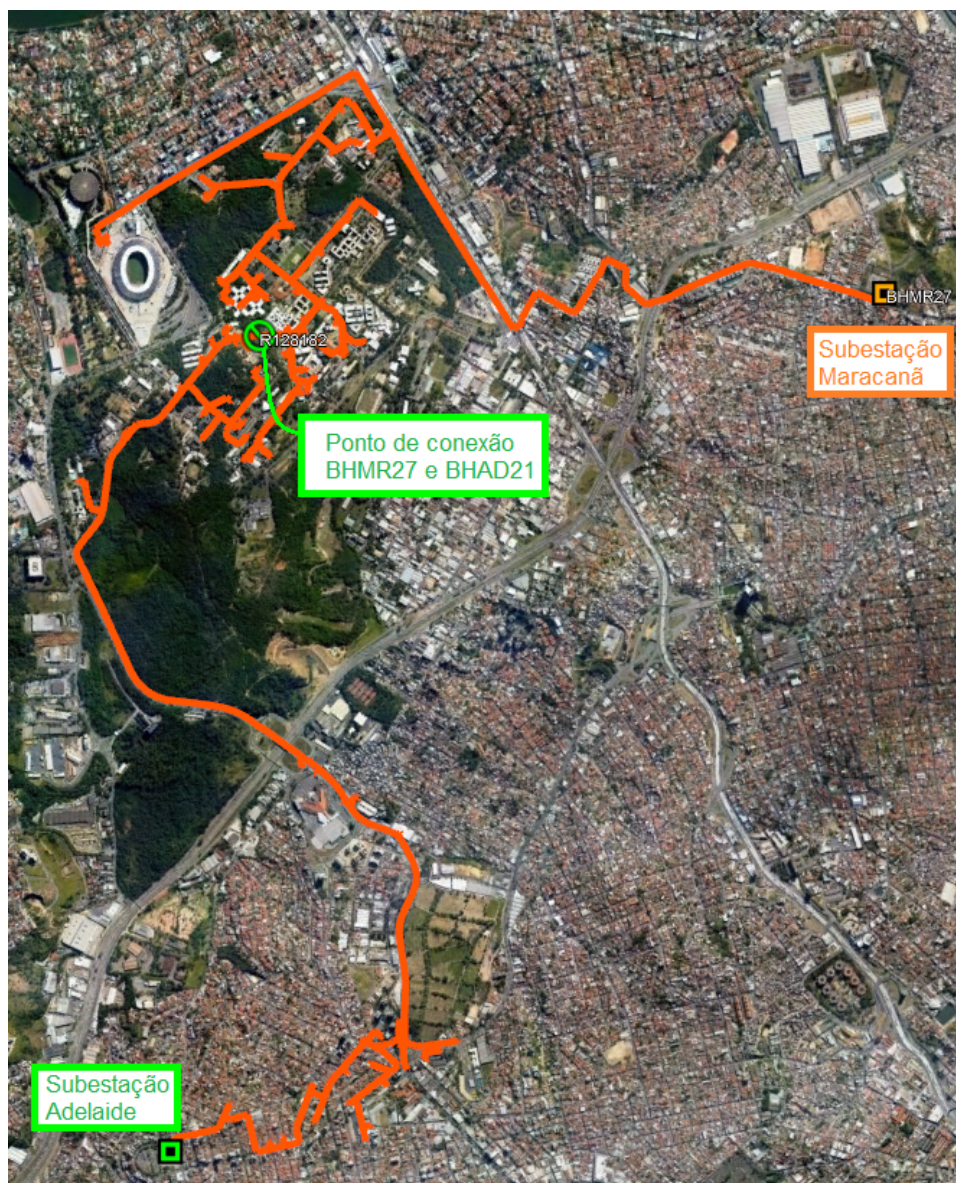 BHMR27
Subestação
Maracanã
R128182
Ponto de conexão
BHMR27 e BHAD21
Subestação
Adelaide